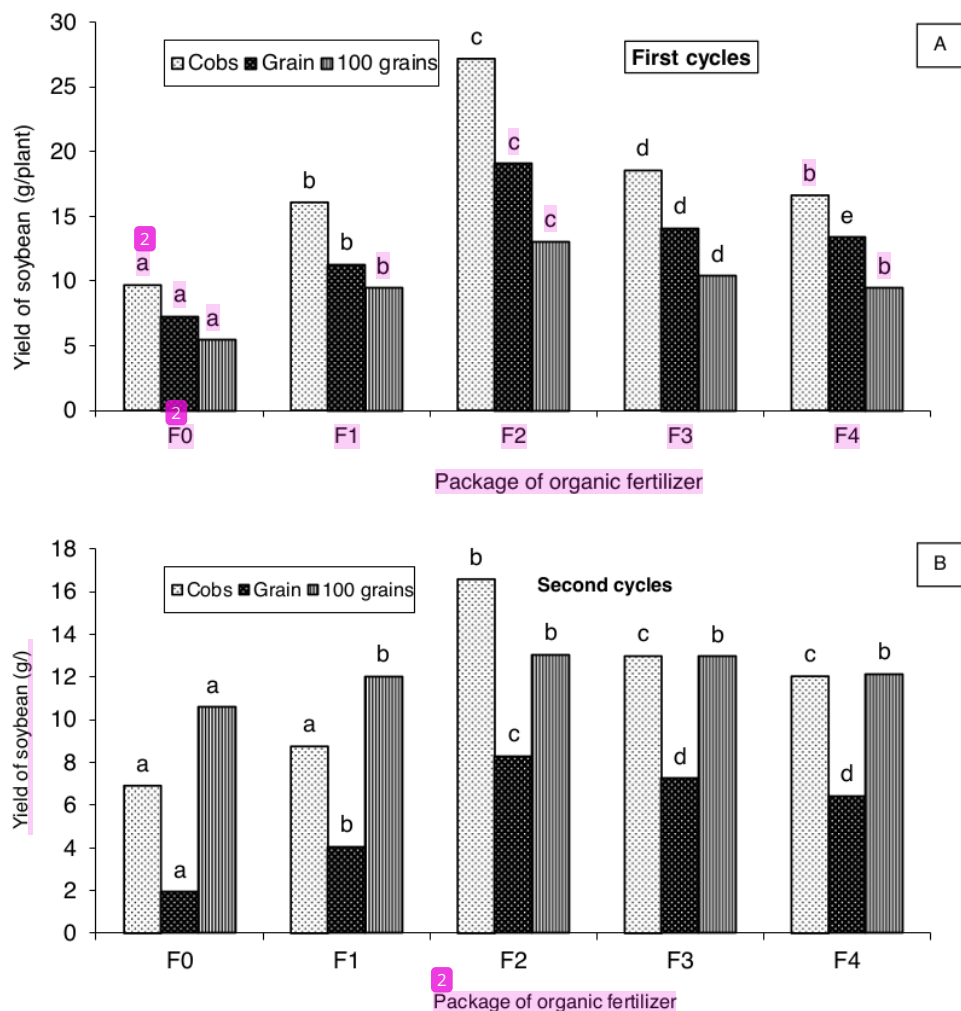 30
A
c
Cobs Grain 100 grains
First cycles
25
20
c
d
b
b
c
d
e
15
2
b
d
a
b
b
10
a
a
5
0
2
F0 F1 F2 F3 F4
Yield of soybean (g/plant)
Package of organic fertilizer
18
B
b
Cobs Grain 100 grains
Second cycles
16
14
b
b
c
b
c
b
12
a
10
a
c
8
a
d
d
6
b
4
a
2
0
F0 F1 F2 F3 F4
Yield of soybean (g/)
2
Package of organic fertilizer